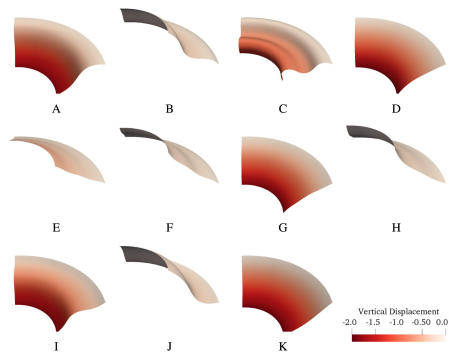 A B C D
E F G H
I J K
Vertical Displacement
-2.0 -1.5 -1.0 -0.50 0.0